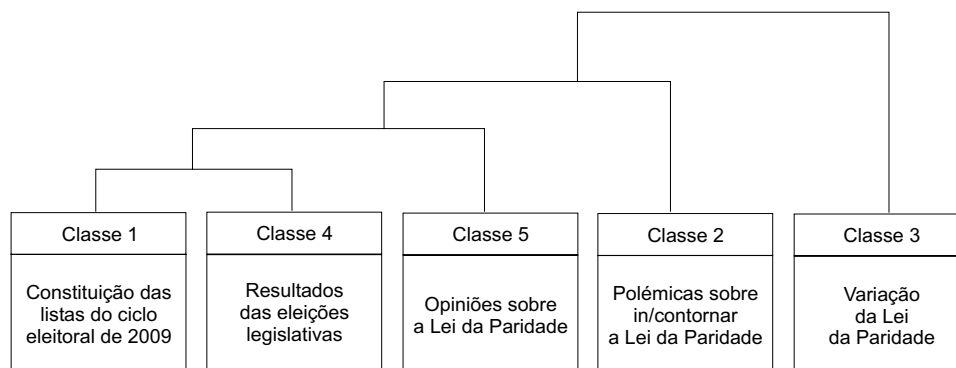 Classe 1
Classe 4
Classe 5
Classe 2
Classe 3
Constituição das
listas do ciclo
eleitoral de 2009
Resultados
das eleições
legislativas
Opiniões sobre
a Lei da Paridade
Polémicas sobre
in/contornar
a Lei da Paridade
Variação
da Lei
da Paridade